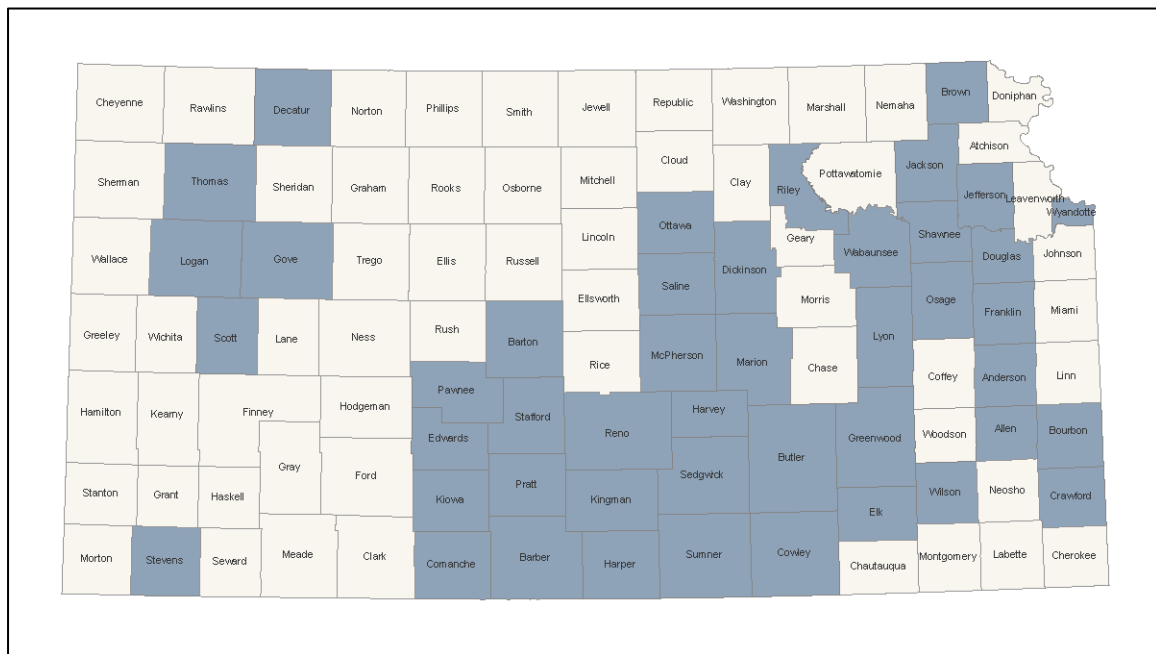 Cheyenne
Rawlins
Decatur
Norton
Phillips
Smith
Jewell
Republic
Washington
Marshall
Nemaha
Brown
Doniphan
Sherman
Thomas
Sheridan
Graham
Rooks
Osborne
Mitchell
Cloud
Clay
Riley
Pottawatomie
Jackson
Atchison
Jefferson
Leavenworth
Wyandotte
Wallace
Logan
Gove
Trego
Ellis
Russell
Lincoln
Ottawa
Saline
Dickinson
Geary
Wabaunsee
Shawnee
Douglas
Johnson
Greeley
Wichita
Scott
Lane
Ness
Rush
Barton
Ellsworth
Rice
McPherson
Marion
Morris
Chase
Lyon
Osage
Franklin
Miami
Coffey
Anderson
Linn
Hamilton
Kearny
Finney
Hodgeman
Pawnee
Stafford
Edwards
Reno
Harvey
Sedgwick
Butler
Greenwood
Woodson
Allen
Bourbon
Stanton
Grant
Haskell
Gray
Ford
Kiowa
Pratt
Kingman
Elk
Wilson
Neosho
Crawford
Morton
Stevens
Seward
Meade
Clark
Comanche
Barber
Harper
Sumner
Cowley
Chautauqua
Montgomery
Labette
Cherokee